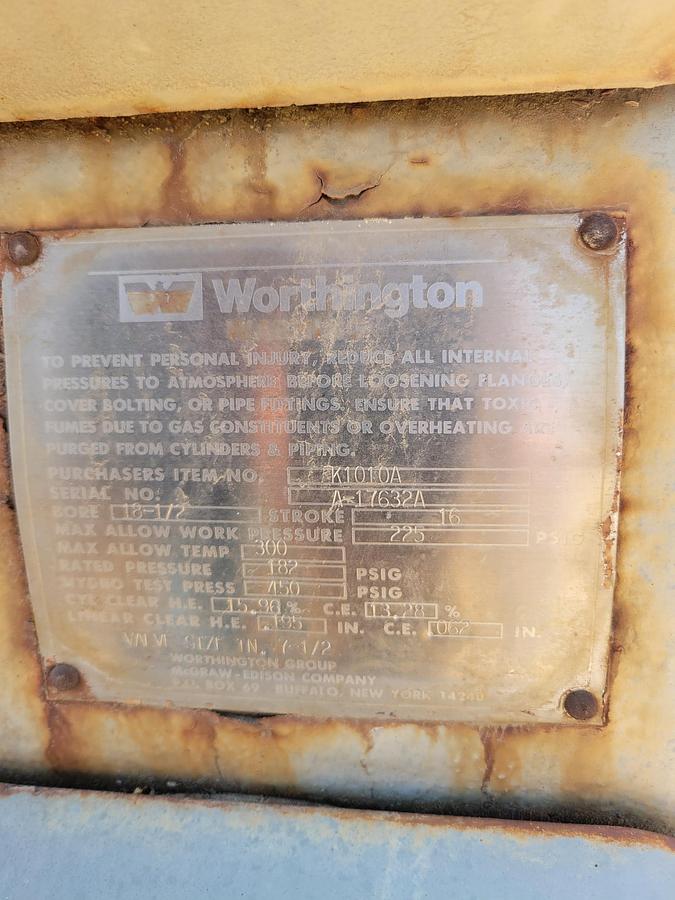 Worthington
TO PREVENT PERSONAL INJURY, REDUCE ALL INTERNAL
PRESSURES TO ATMOSPHERE BEFORE LOOSENING FLANGES,
COVER BOLTING, OR PIPE FITTINGS. ENSURE THAT TOXIC
FUMES DUE TO GAS CONSTITUENTS OR OVERHEATING ARE
PURGED FROM CYLINDERS & PIPING.
PURCHASERS ITEM NO. K1010A
SERIAL NO. A-17632A
BORE 18-1/2 STROKE 16
MAX ALLOW WORK PRESSURE 225 PSIG
MAX ALLOW TEMP 300
RATED PRESSURE 182 PSIG
HYDRO TEST PRESS 450 PSIG
CYL CLEAR H.E. 15.96 % C.E. 13.28 %
LINEAR CLEAR H.E. .195 IN. C.E. .062 IN.
VALVE SIZE IN. 7-1/2
WORTHINGTON GROUP
McGRAW-EDISON COMPANY
P.O. BOX 69 BUFFALO, NEW YORK 14240